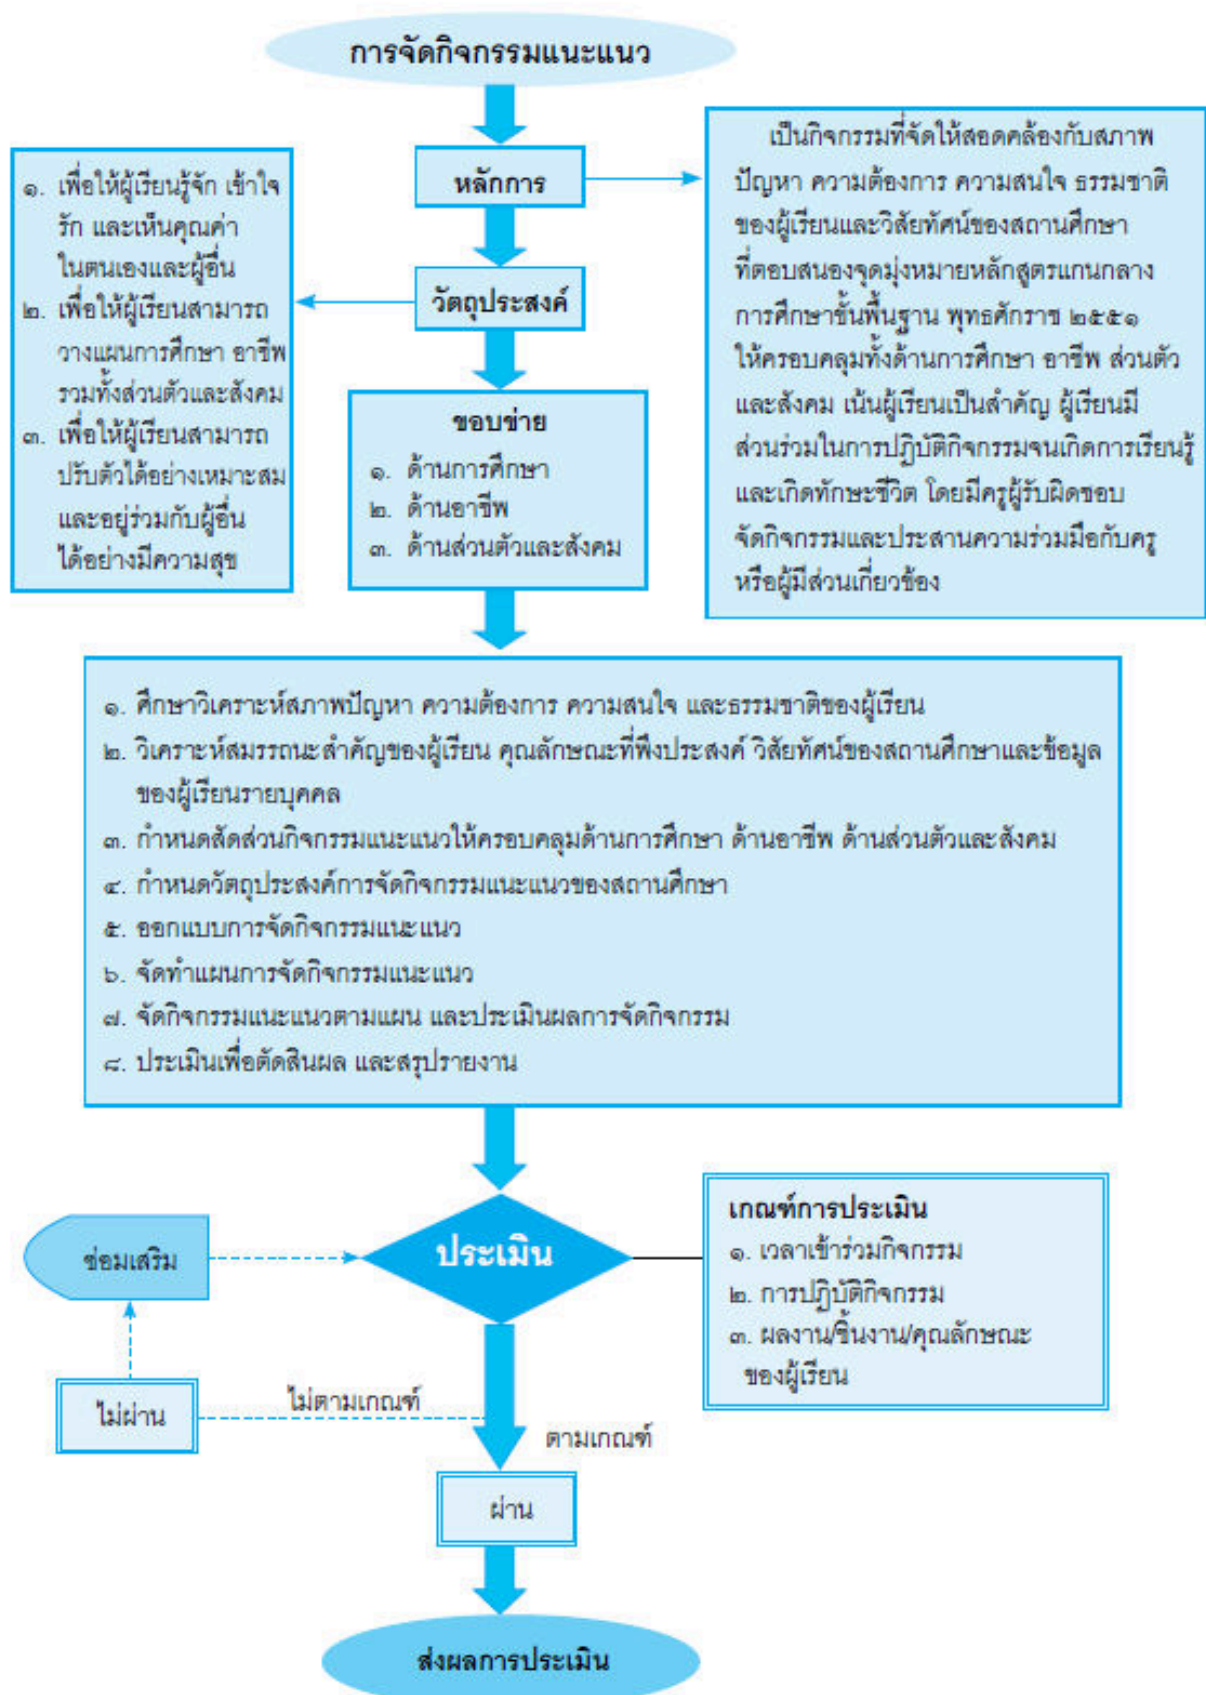 การจัดกิจกรรมแนะแนว
หลักการ
เป็นกิจกรรมที่จัดให้สอดคล้องกับสภาพ
ปัญหา ความต้องการ ความสนใจ ธรรมชาติ
ของผู้เรียนและวิสัยทัศน์ของสถานศึกษา
ที่ตอบสนองจุดมุ่งหมายหลักสูตรแกนกลาง
การศึกษาขั้นพื้นฐาน พุทธศักราช ๒๕๕๑
ให้ครอบคลุมทั้งด้านการศึกษา อาชีพ ส่วนตัว
และสังคม เน้นผู้เรียนเป็นสำคัญ ผู้เรียนมี
ส่วนร่วมในการปฏิบัติกิจกรรมจนเกิดการเรียนรู้
และเกิดทักษะชีวิต โดยมีครูผู้รับผิดชอบ
จัดกิจกรรมและประสานความร่วมมือกับครู
หรือผู้มีส่วนเกี่ยวข้อง
วัตถุประสงค์
๑. เพื่อให้ผู้เรียนรู้จัก เข้าใจ
รัก และเห็นคุณค่า
ในตนเองและผู้อื่น
๒. เพื่อให้ผู้เรียนสามารถ
วางแผนการศึกษา อาชีพ
รวมทั้งส่วนตัวและสังคม
๓. เพื่อให้ผู้เรียนสามารถ
ปรับตัวได้อย่างเหมาะสม
และอยู่ร่วมกับผู้อื่น
ได้อย่างมีความสุข
ขอบข่าย
๑. ด้านการศึกษา
๒. ด้านอาชีพ
๓. ด้านส่วนตัวและสังคม
๑. ศึกษาวิเคราะห์สภาพปัญหา ความต้องการ ความสนใจ และธรรมชาติของผู้เรียน
๒. วิเคราะห์สมรรถนะสำคัญของผู้เรียน คุณลักษณะที่พึงประสงค์ วิสัยทัศน์ของสถานศึกษาและข้อมูล
ของผู้เรียนรายบุคคล
๓. กำหนดสัดส่วนกิจกรรมแนะแนวให้ครอบคลุมด้านการศึกษา ด้านอาชีพ ด้านส่วนตัวและสังคม
๔. กำหนดวัตถุประสงค์การจัดกิจกรรมแนะแนวของสถานศึกษา
๕. ออกแบบการจัดกิจกรรมแนะแนว
๖. จัดทำแผนการจัดกิจกรรมแนะแนว
๗. จัดกิจกรรมแนะแนวตามแผน และประเมินผลการจัดกิจกรรม
๘. ประเมินเพื่อตัดสินผล และสรุปรายงาน
ประเมิน
เกณฑ์การประเมิน
๑. เวลาเข้าร่วมกิจกรรม
๒. การปฏิบัติกิจกรรม
๓. ผลงาน/ชิ้นงาน/คุณลักษณะ
ของผู้เรียน
ซ่อมเสริม
ไม่ผ่าน
ไม่ตามเกณฑ์
ตามเกณฑ์
ผ่าน
ส่งผลการประเมิน